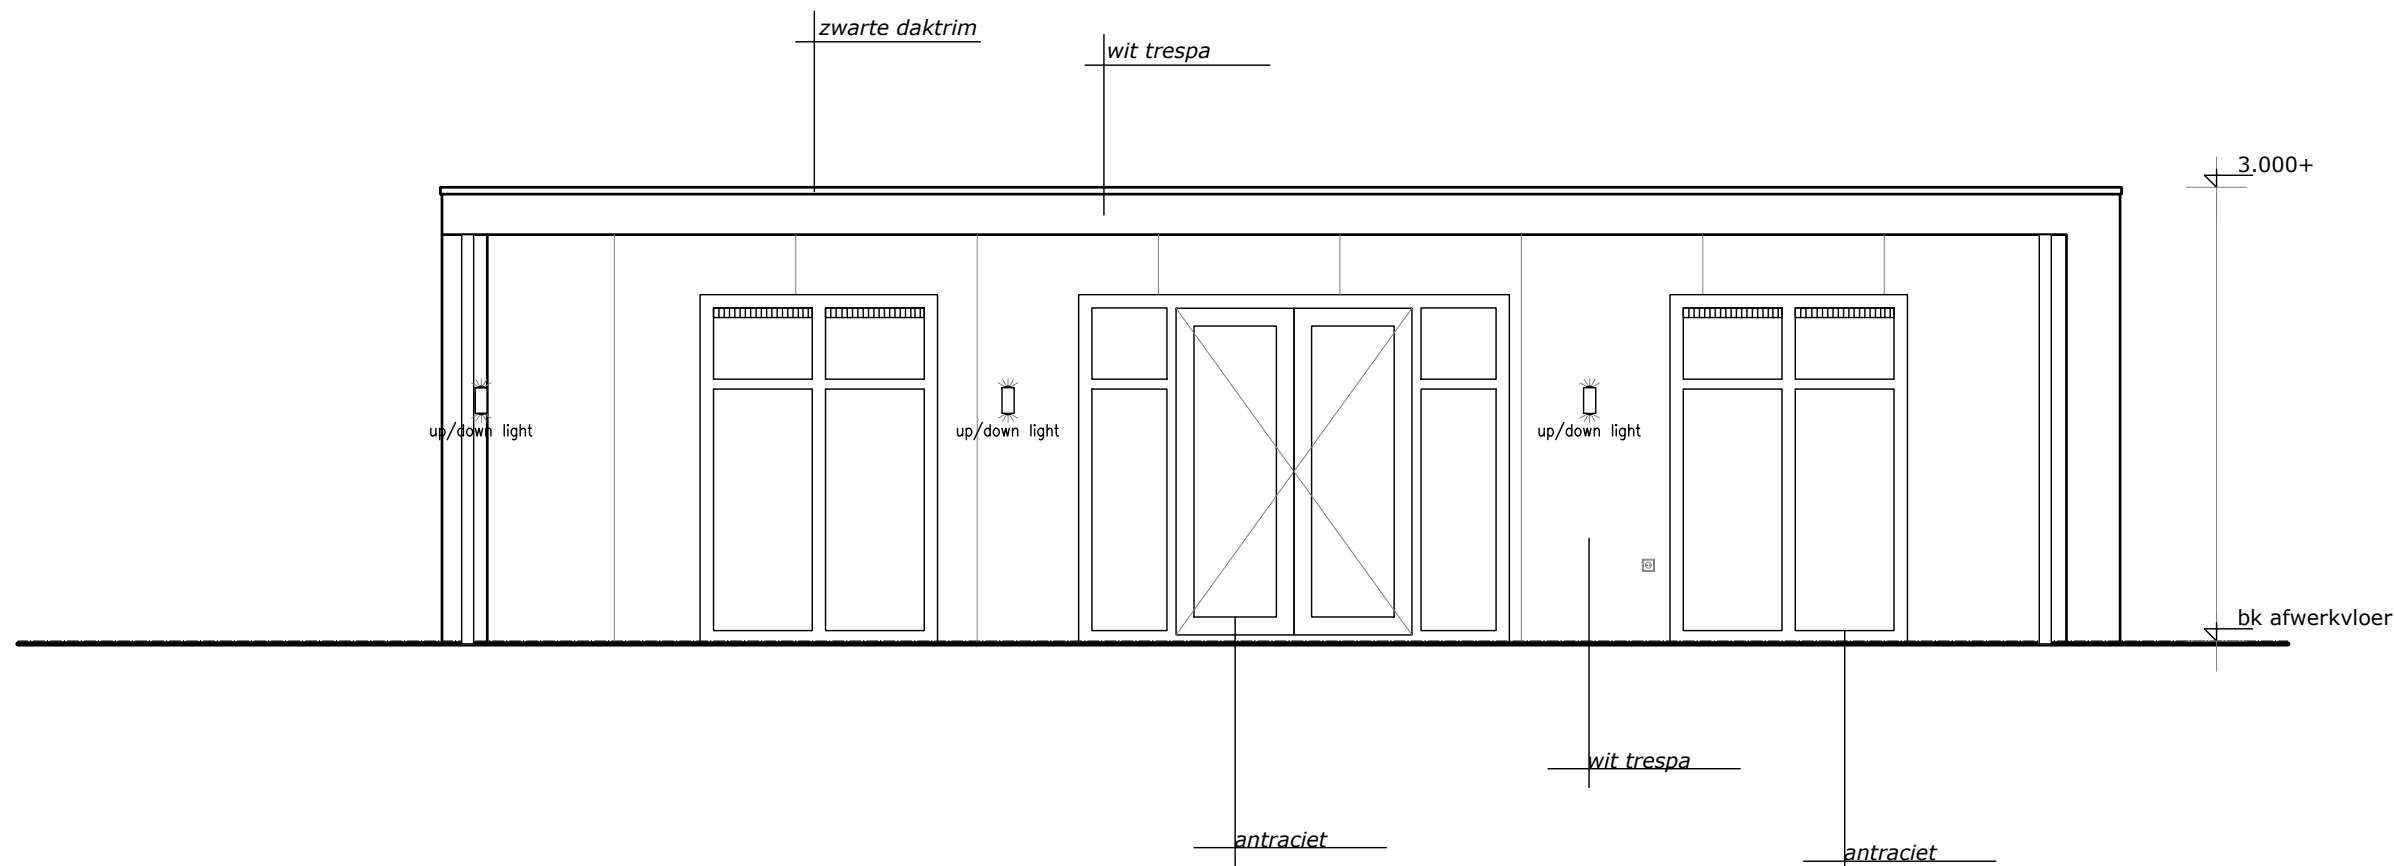 zwarte daktrim
wit trespa
3.000+
up/down light
up/down light
up/down light
bk afwerkvloer
wit trespa
antraciet
antraciet